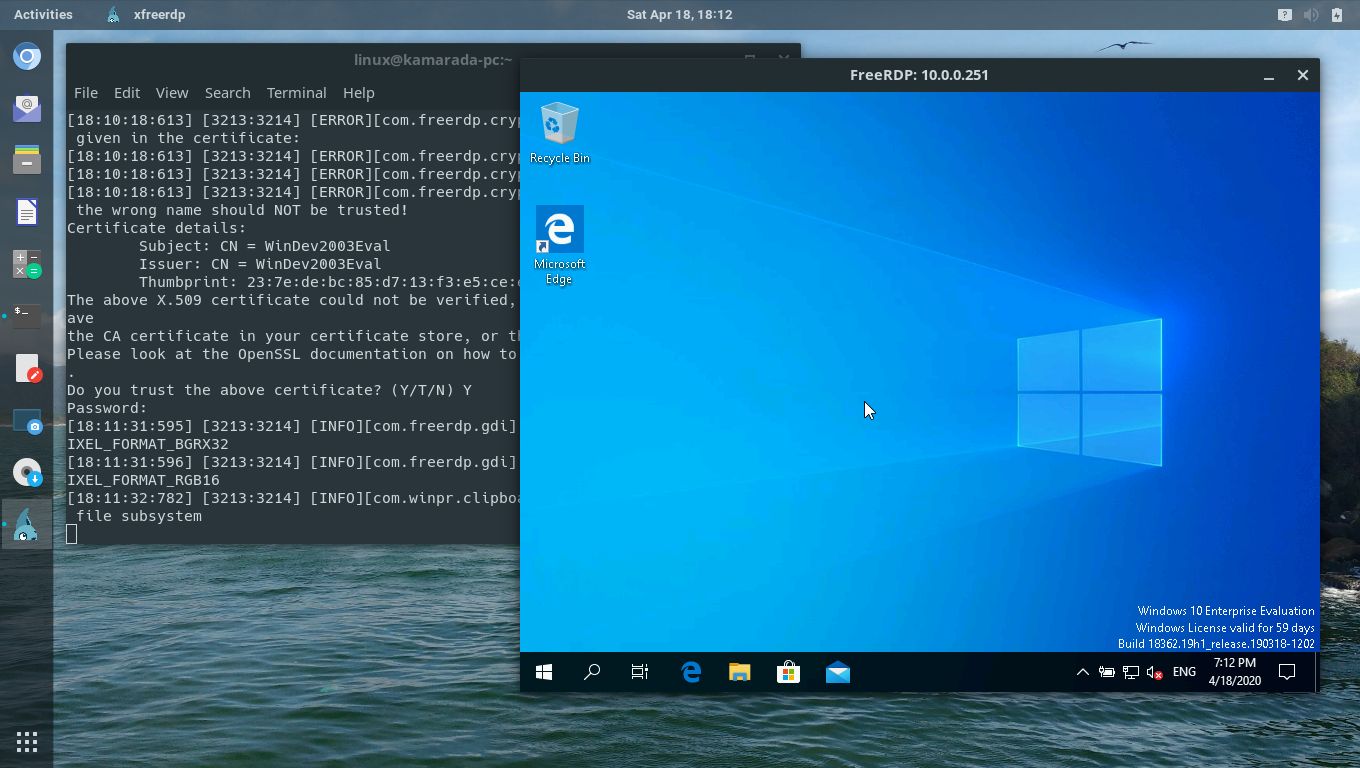 Activities
xfreerdp
Sat Apr 18, 18:12
linux@kamarada-pc:~
File Edit View Search Terminal Help
[18:10:18:613] [3213:3214] [ERROR][com.freerdp.cryp
given in the certificate:
[18:10:18:613] [3213:3214] [ERROR][com.freerdp.cryp
[18:10:18:613] [3213:3214] [ERROR][com.freerdp.cryp
[18:10:18:613] [3213:3214] [ERROR][com.freerdp.cryp
the wrong name should NOT be trusted!
Certificate details:
Subject: CN = WinDev2003Eval
Issuer: CN = WinDev2003Eval
Thumbprint: 23:7e:de:bc:85:d7:13:f3:e5:ce:
The above X.509 certificate could not be verified,
ave
the CA certificate in your certificate store, or th
Please look at the OpenSSL documentation on how to
.
Do you trust the above certificate? (Y/T/N) Y
Password:
[18:11:31:595] [3213:3214] [INFO][com.freerdp.gdi]
IXEL_FORMAT_BGRX32
[18:11:31:596] [3213:3214] [INFO][com.freerdp.gdi]
IXEL_FORMAT_RGB16
[18:11:32:782] [3213:3214] [INFO][com.winpr.clipboa
file subsystem
FreeRDP: 10.0.0.251
Recycle Bin
Microsoft
Edge
Windows 10 Enterprise Evaluation
Windows License valid for 59 days
Build 18362.19h1_release.190318-1202
ENG
7:12 PM
4/18/2020